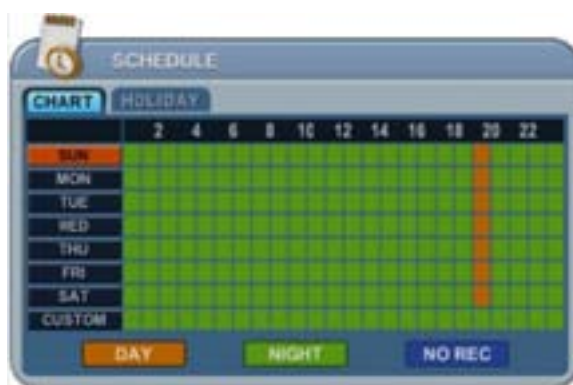 SCHEDULE
CHART HOLIDAY
2 4 6 8 10 12 14 16 18 20 22
SUN
MON
TUE
WED
THU
FRI
SAT
CUSTOM
DAY NIGHT NO REC